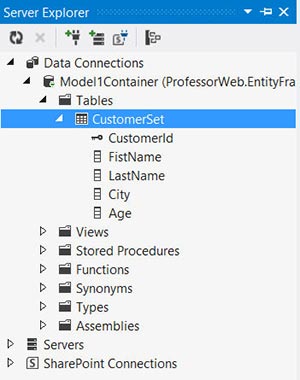 Server Explorer
Data Connections
Model1Container (ProfessorWeb.EntityFra
Tables
CustomerSet
CustomerId
FistName
LastName
City
Age
Views
Stored Procedures
Functions
Synonyms
Types
Assemblies
Servers
SharePoint Connections